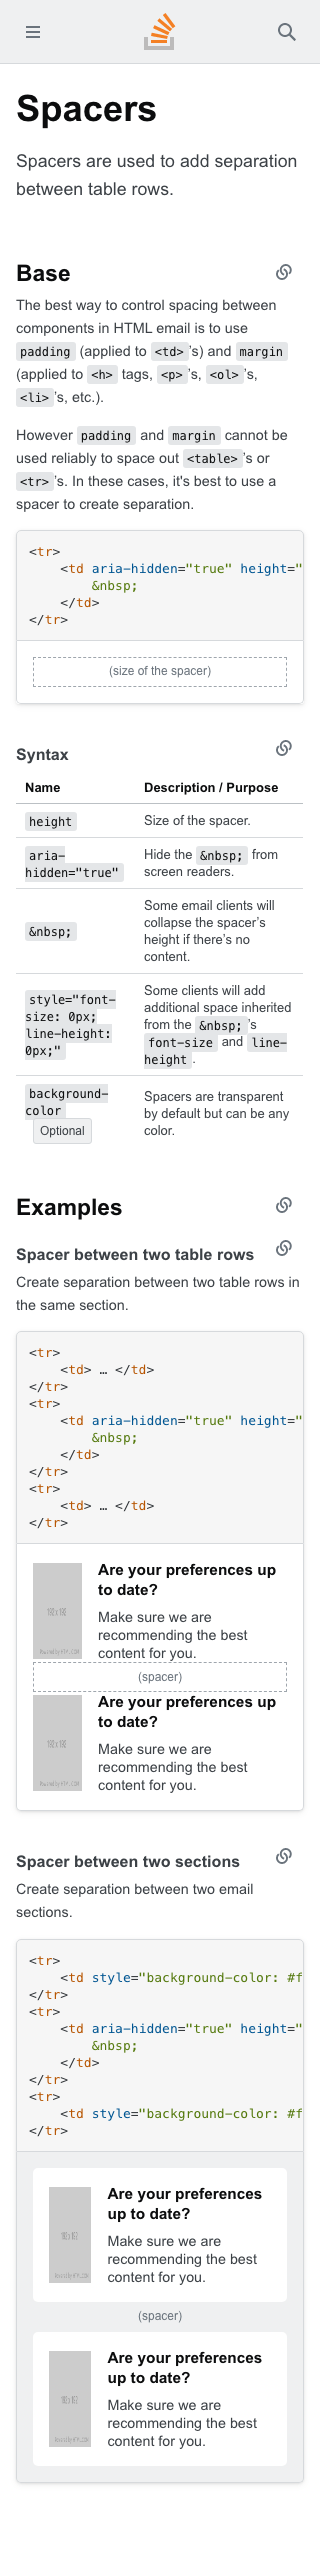 Spacers
Spacers are used to add separation
between table rows.
Base
The best way to control spacing between
components in HTML email is to use
padding (applied to <td>'s) and margin
(applied to <h> tags, <p>'s, <ol>'s,
<li>'s, etc.).
However padding and margin cannot be
used reliably to space out <table>'s or
<tr>'s. In these cases, it's best to use a
spacer to create separation.
<tr>
<td aria-hidden="true" height="
&nbsp;
</td>
</tr>
(size of the spacer)
Syntax
Name Description / Purpose
height Size of the spacer.
aria- Hide the &nbsp; from
hidden="true" screen readers.
Some email clients will
collapse the spacer's
&nbsp; height if there's no
content.
style="font- Some clients will add
size: 0px; additional space inherited
line-height: from the &nbsp;'s
0px;" font-size and line-
height.
background- Spacers are transparent
color by default but can be any
Optional color.
Examples
Spacer between two table rows
Create separation between two table rows in
the same section.
<tr>
<td> … </td>
</tr>
<tr>
<td aria-hidden="true" height="
&nbsp;
</td>
</tr>
<tr>
<td> … </td>
</tr>
Are your preferences up
to date?
Make sure we are
recommending the best
content for you.
(spacer)
Are your preferences up
to date?
Make sure we are
recommending the best
content for you.
Spacer between two sections
Create separation between two email
sections.
<tr>
<td style="background-color: #f
</tr>
<tr>
<td aria-hidden="true" height="
&nbsp;
</td>
</tr>
<tr>
<td style="background-color: #f
</tr>
Are your preferences
up to date?
Make sure we are
recommending the best
content for you.
(spacer)
Are your preferences
up to date?
Make sure we are
recommending the best
content for you.